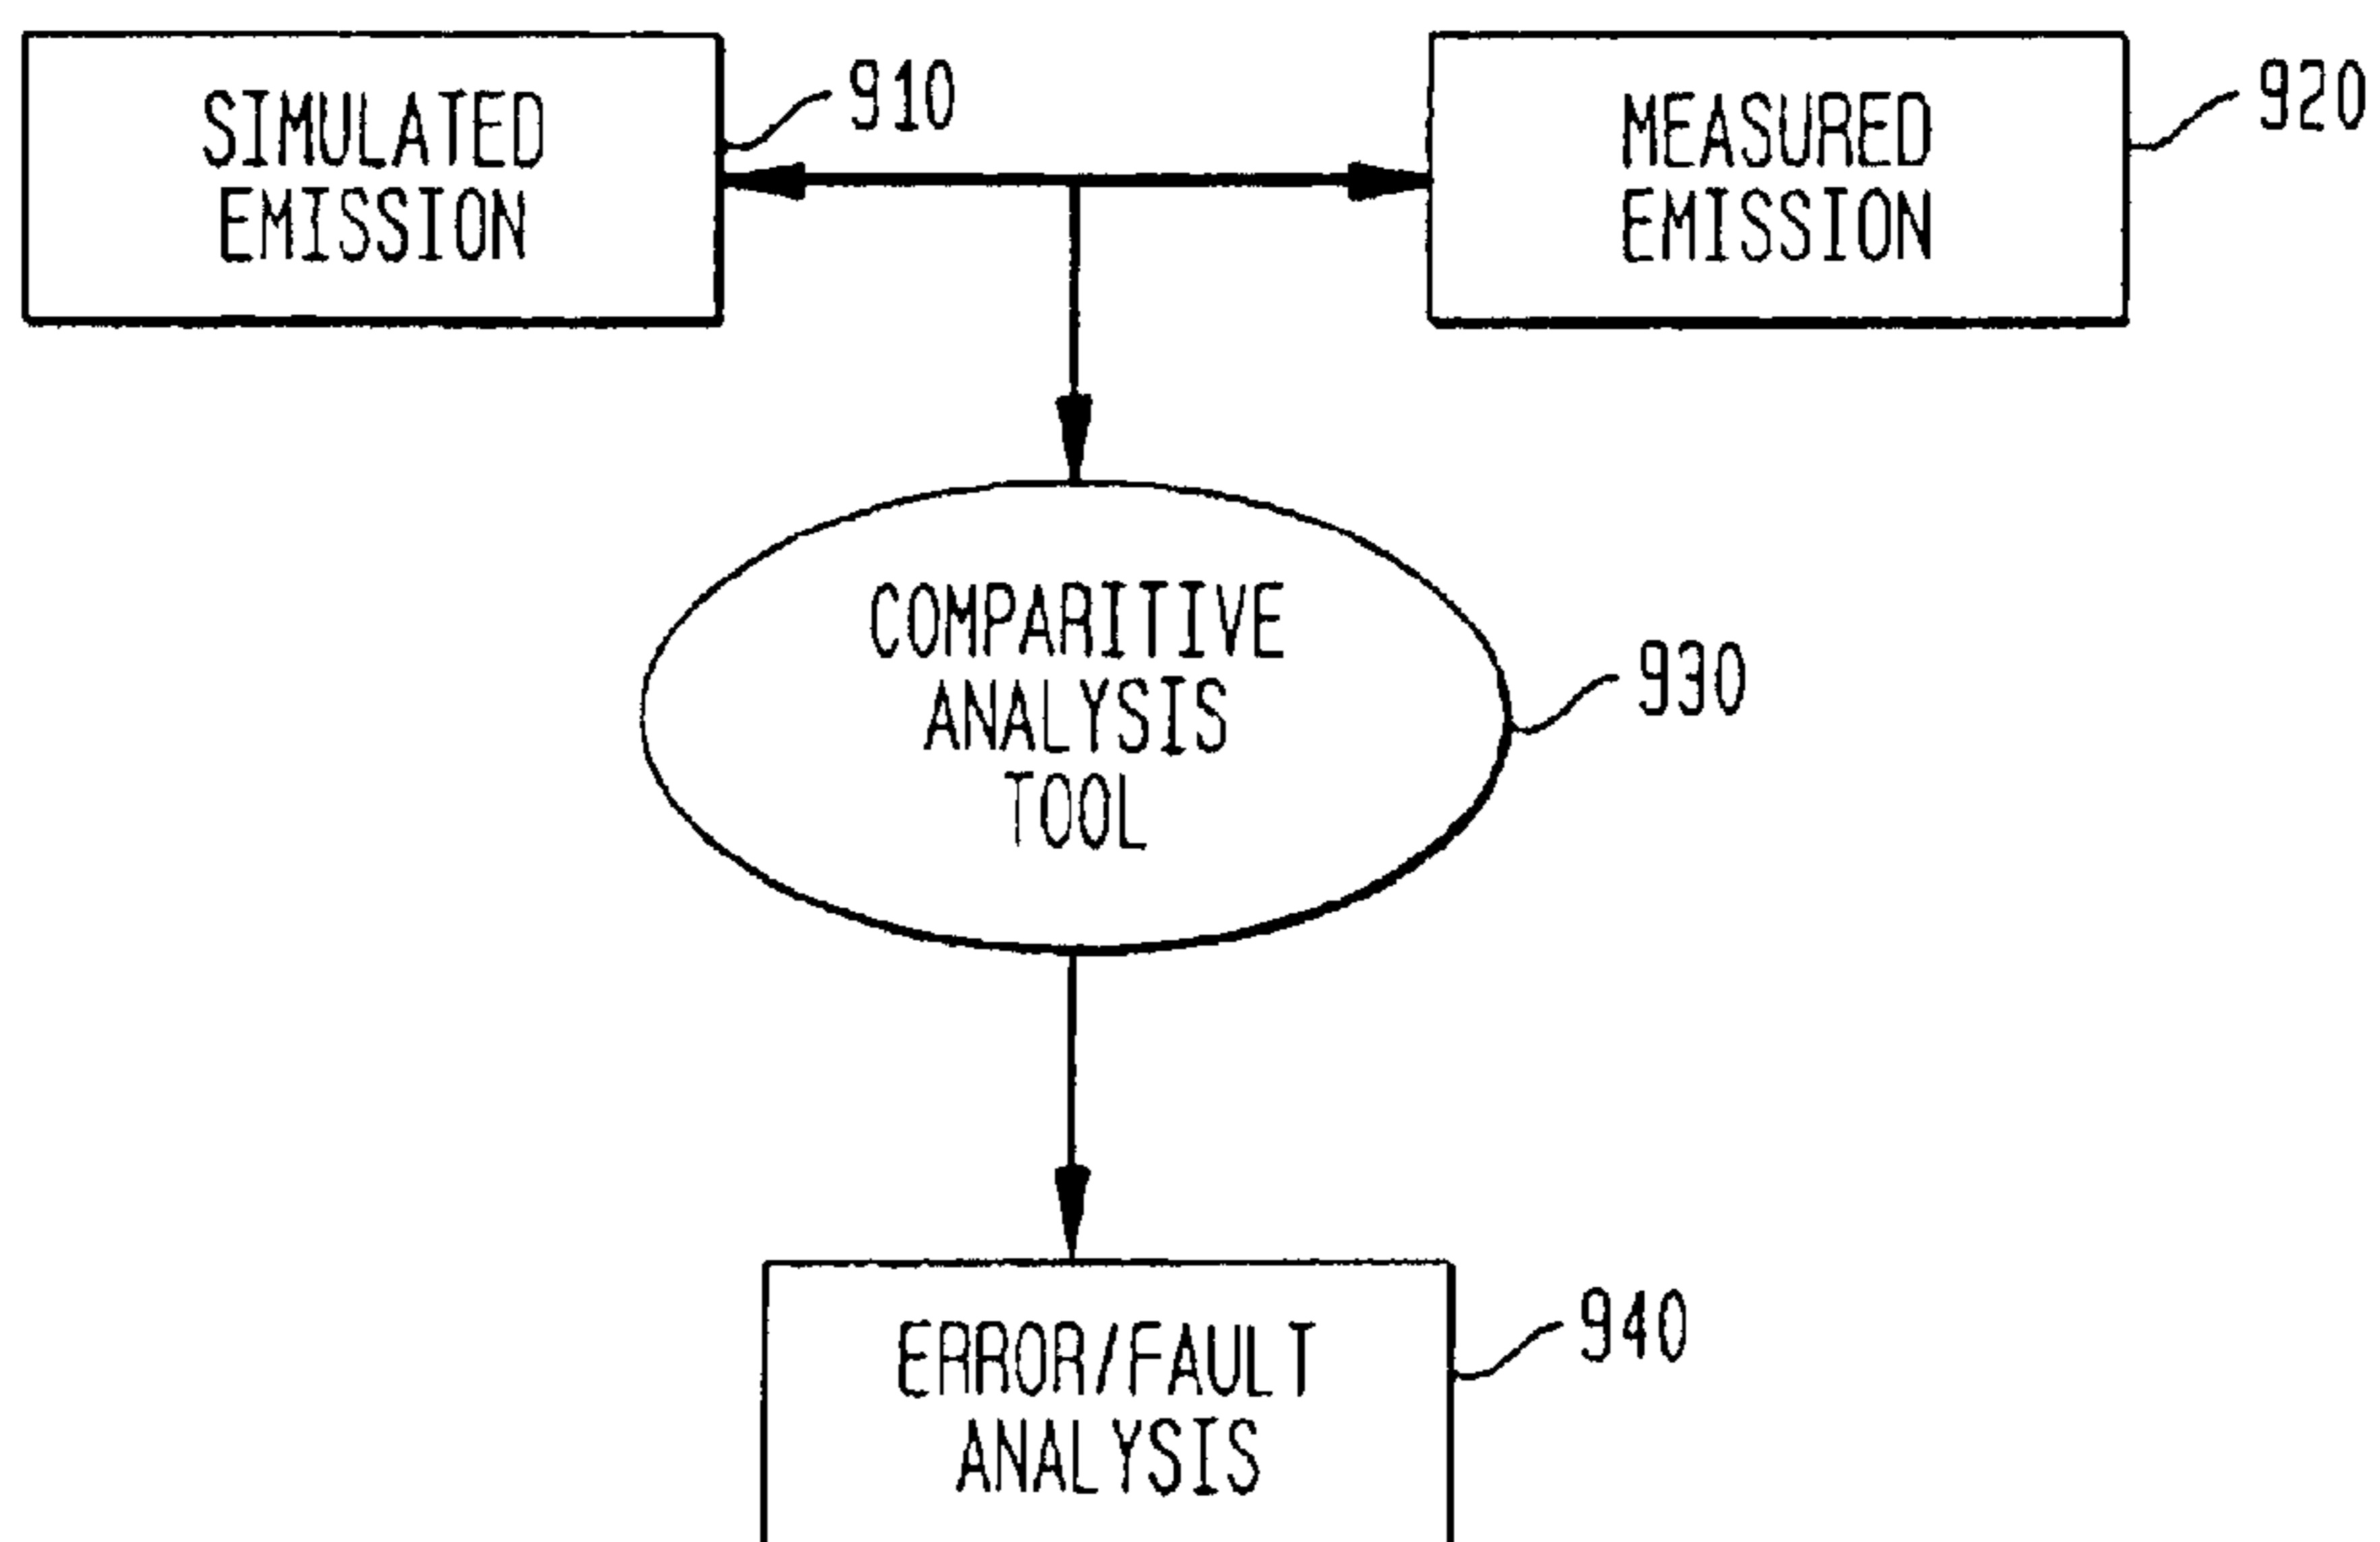 SIMULATED
EMISSION
910
MEASURED
EMISSION
920
COMPARITIVE
ANALYSIS
TOOL
930
ERROR/FAULT
ANALYSIS
940